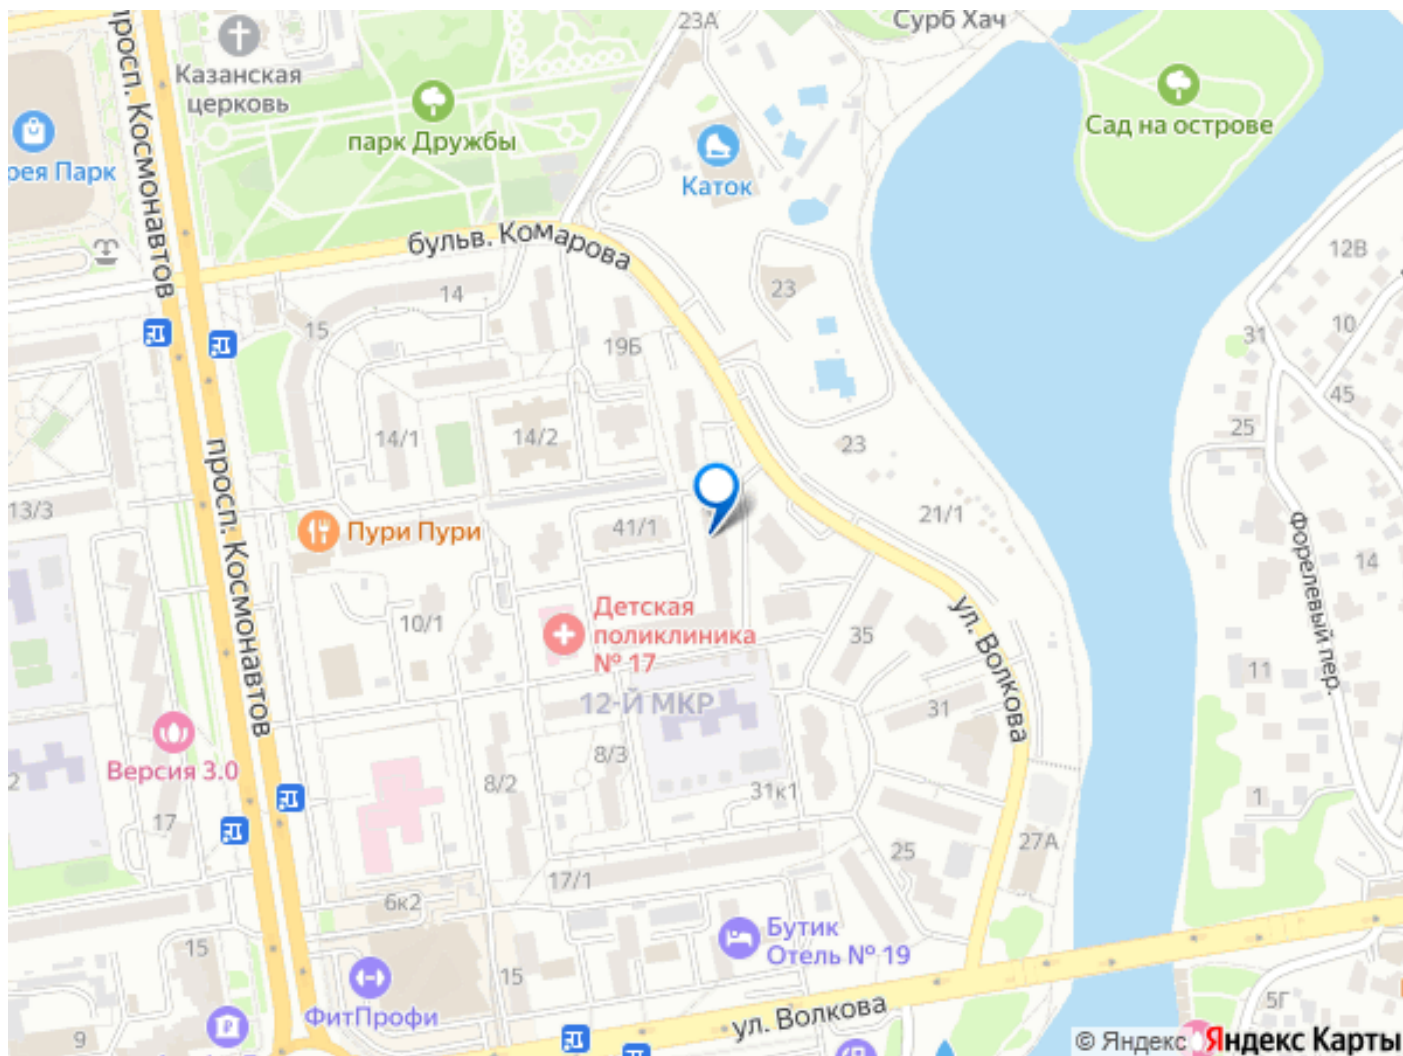 23А
Сурб Хач
Казанская
церковь
просп. Космонавтов
парк Дружбы
Каток
Сад на острове
рея Парк
бульв. Комарова
12В
14
23
15
19Б
10
31
45
14/1
14/2
25
23
13/3
Пури Пури
41/1
21/1
просп. Космонавтов
Форелевый пер.
14
Детская
поликлиника
№ 17
10/1
35
ул. Волкова
11
12-Й МКР
31
Версия 3.0
2
8/2
8/3
31к1
1
17
27А
25
17/1
6к2
15
Бутик
Отель № 19
15
ФитПрофи
ул. Волкова
5Г
9
© Яндекс
Яндекс Карты